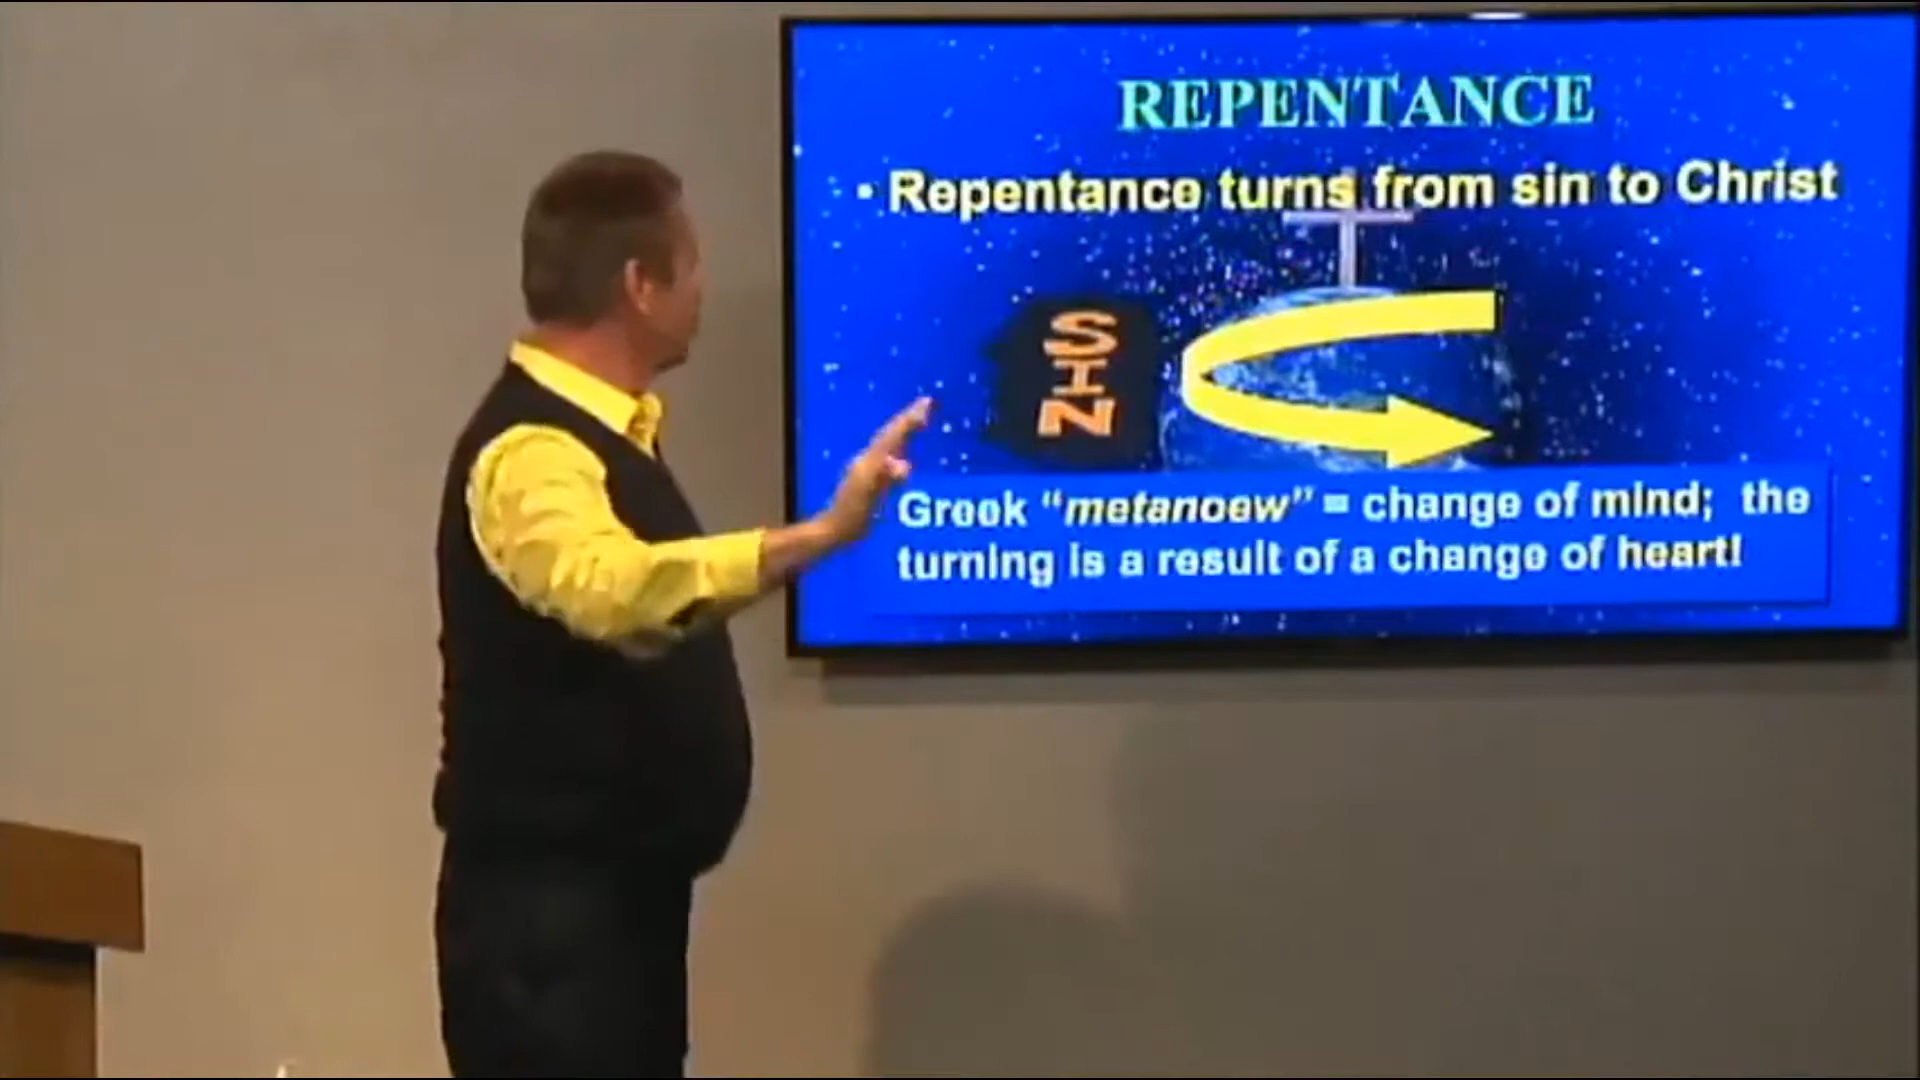 REPENTANCE
• Repentance turns from sin to Christ
SIN
Greek "metanoew" = change of mind; the
turning is a result of a change of heart!